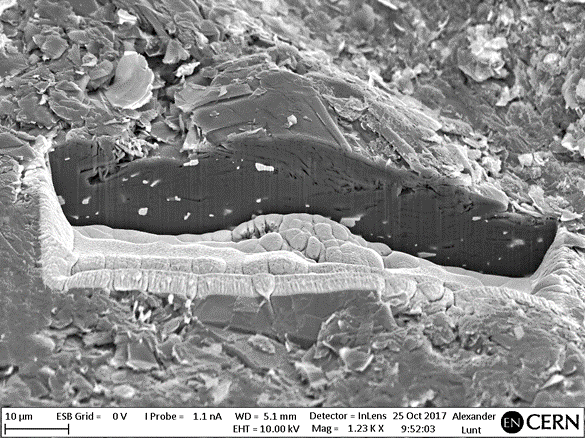 10 µm ESB Grid = 0 V I Probe = 1.1 nA WD = 5.1 mm Detector = InLens 25 Oct 2017 Alexander EN CERN
EHT = 10.00 kV Mag = 1.23 K X 9:52:03 Lunt